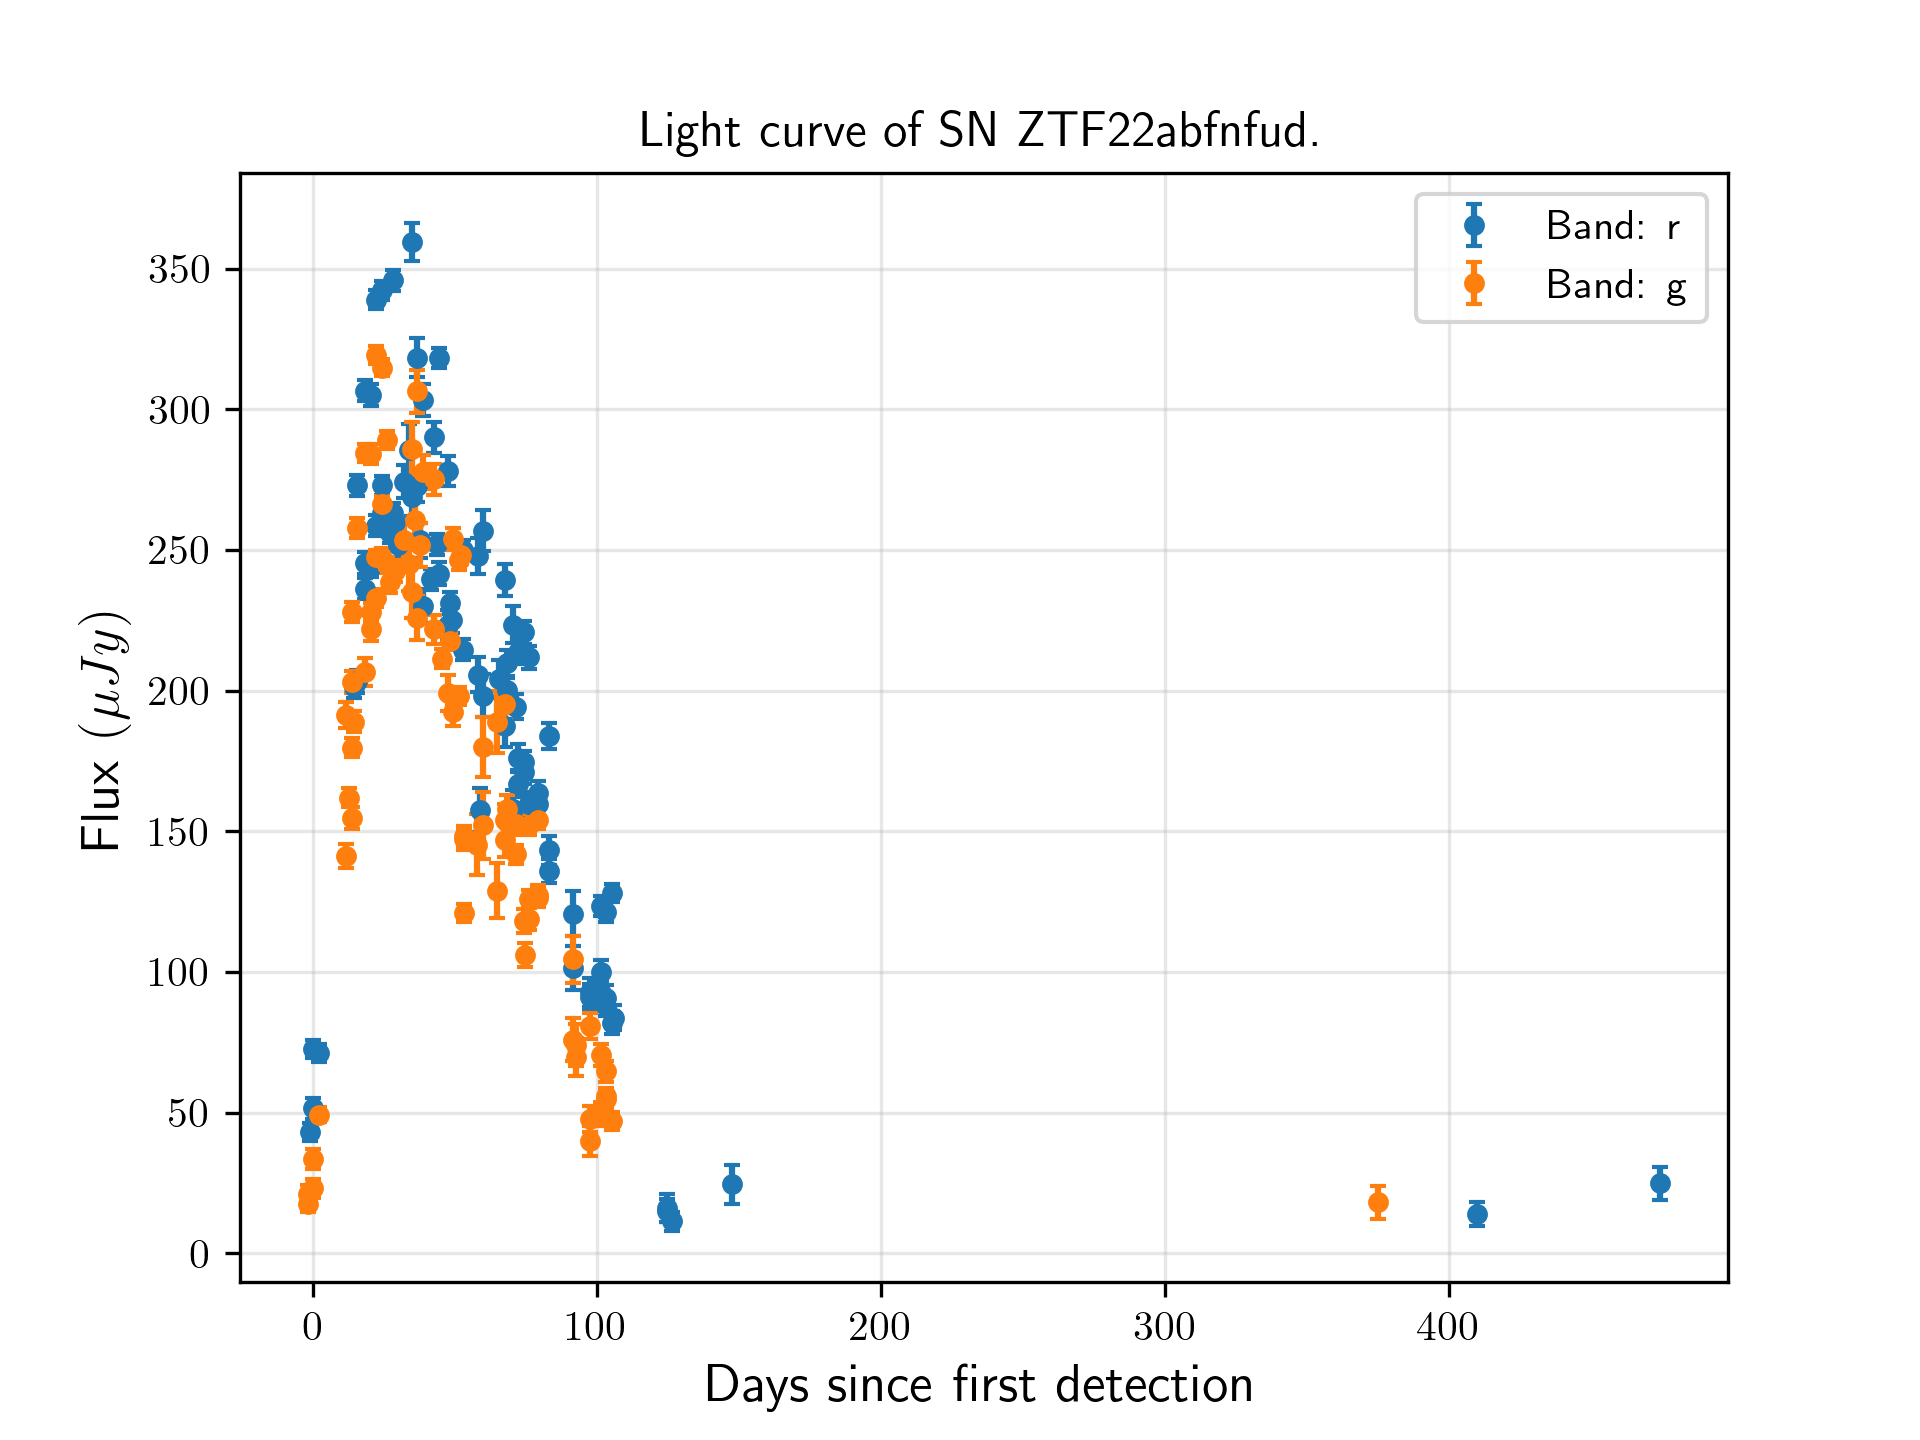 Light curve of SN ZTF22abfnfud.
Band: r
Band: g
Flux (μJy)
350
300
250
200
150
100
50
0
0 100 200 300 400
Days since first detection